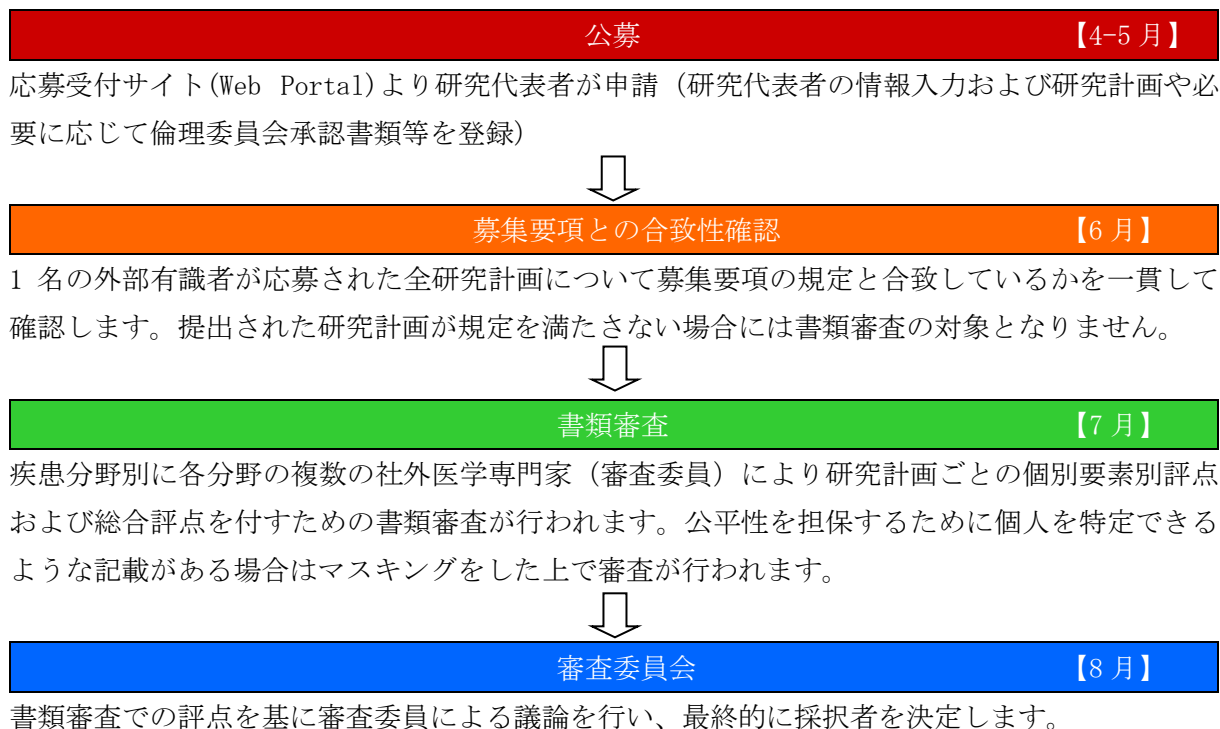 公募 【4-5 月】
応募受付サイト(Web Portal)より研究代表者が申請 (研究代表者の情報入力および研究計画や必
要に応じて倫理委員会承認書類等を登録)
募集要項との合致性確認 【6 月】
1 名の外部有識者が応募された全研究計画について募集要項の規定と合致しているかを一貫して
確認します。提出された研究計画が規定を満たさない場合には書類審査の対象となりません。
書類審査 【7 月】
疾患分野別に各分野の複数の社外医学専門家（審査委員）により研究計画ごとの個別要素別評点
および総合評点を付すための書類審査が行われます。公平性を担保するために個人を特定できる
ような記載がある場合はマスキングをした上で審査が行われます。
審査委員会 【8 月】
書類審査での評点を基に審査委員による議論を行い、最終的に採択者を決定します。